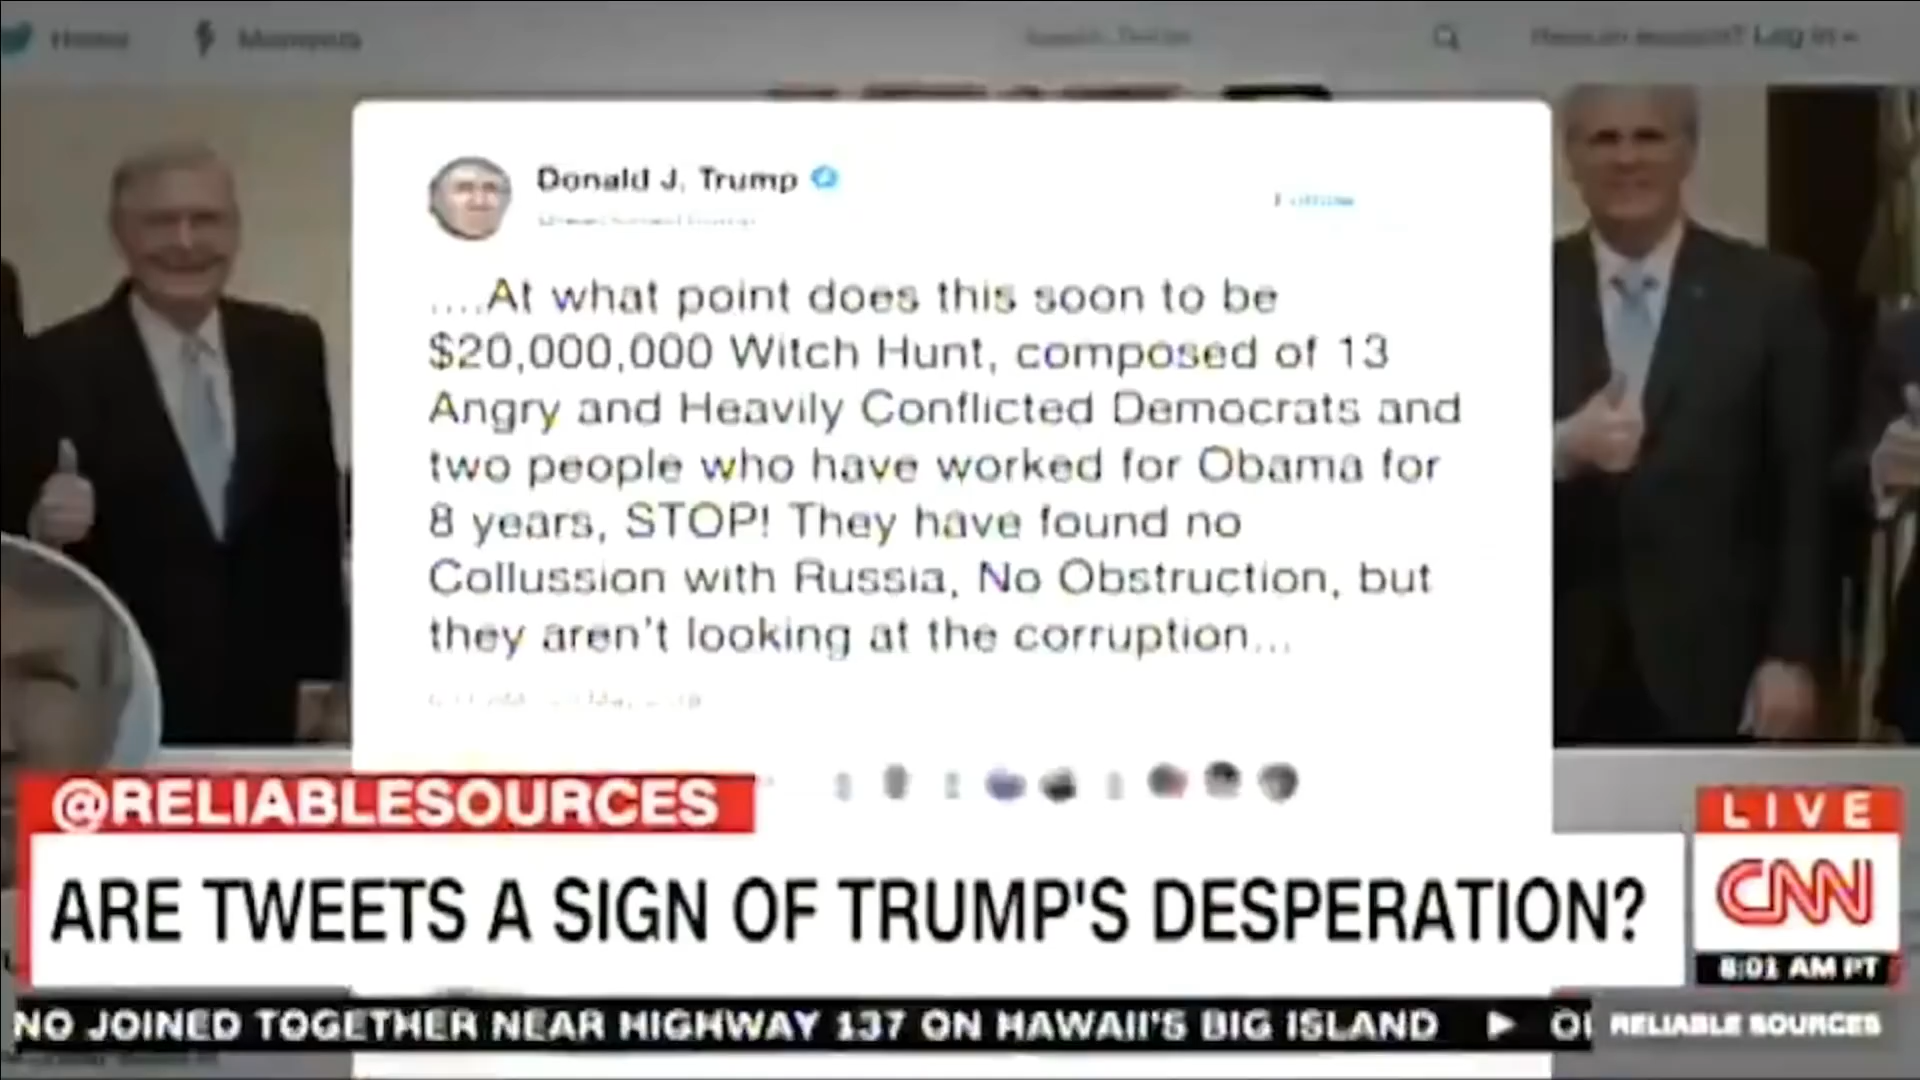 Home
Log in
Donald J. Trump
Follow
....At what point does this soon to be
$20,000,000 Witch Hunt, composed of 13
Angry and Heavily Conflicted Democrats and
two people who have worked for Obama for
8 years, STOP! They have found no
Collussion with Russia, No Obstruction, but
they aren't looking at the corruption...
@RELIABLESOURCES
ARE TWEETS A SIGN OF TRUMP'S DESPERATION?
LIVE
CNN
8:01 AM PT
NO JOINED TOGETHER NEAR HIGHWAY 137 ON HAWAII'S BIG ISLAND
RELIABLE SOURCES